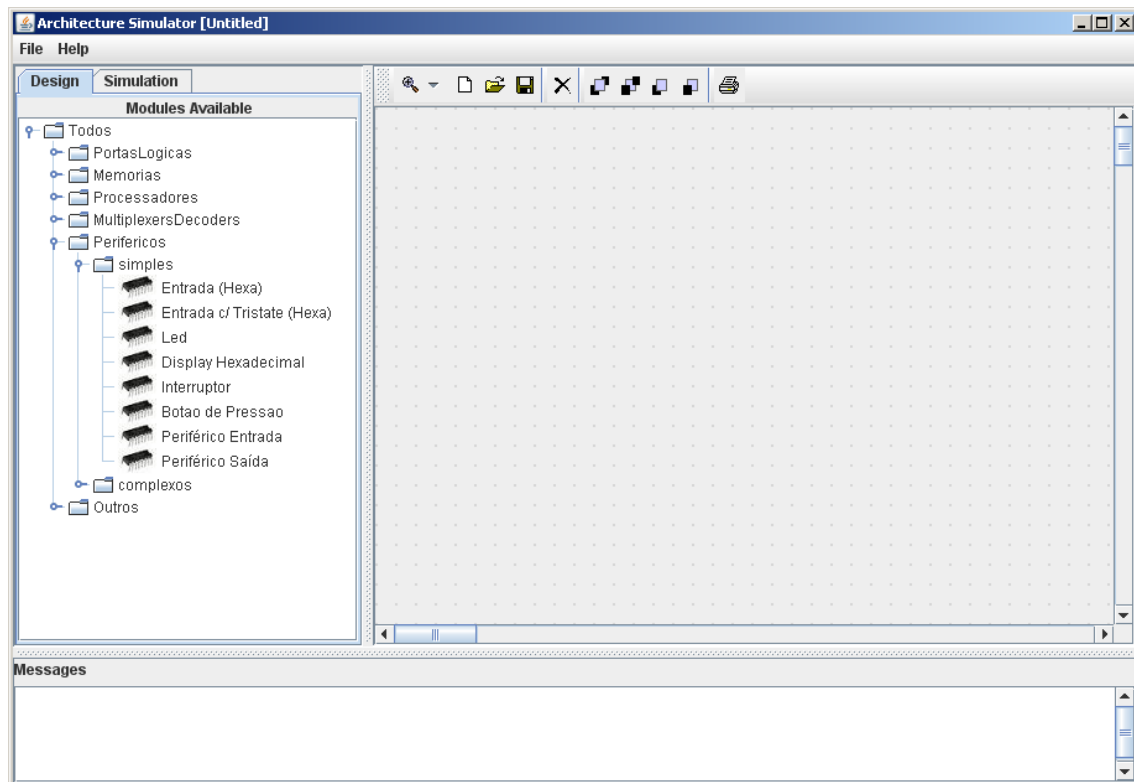 Architecture Simulator [Untitled]
File Help
Design Simulation
Modules Available
Todos
PortasLogicas
Memorias
Processadores
MultiplexersDecoders
Perifericos
simples
Entrada (Hexa)
Entrada c/ Tristate (Hexa)
Led
Display Hexadecimal
Interruptor
Botao de Pressao
Periférico Entrada
Periférico Saída
complexos
Outros
Messages